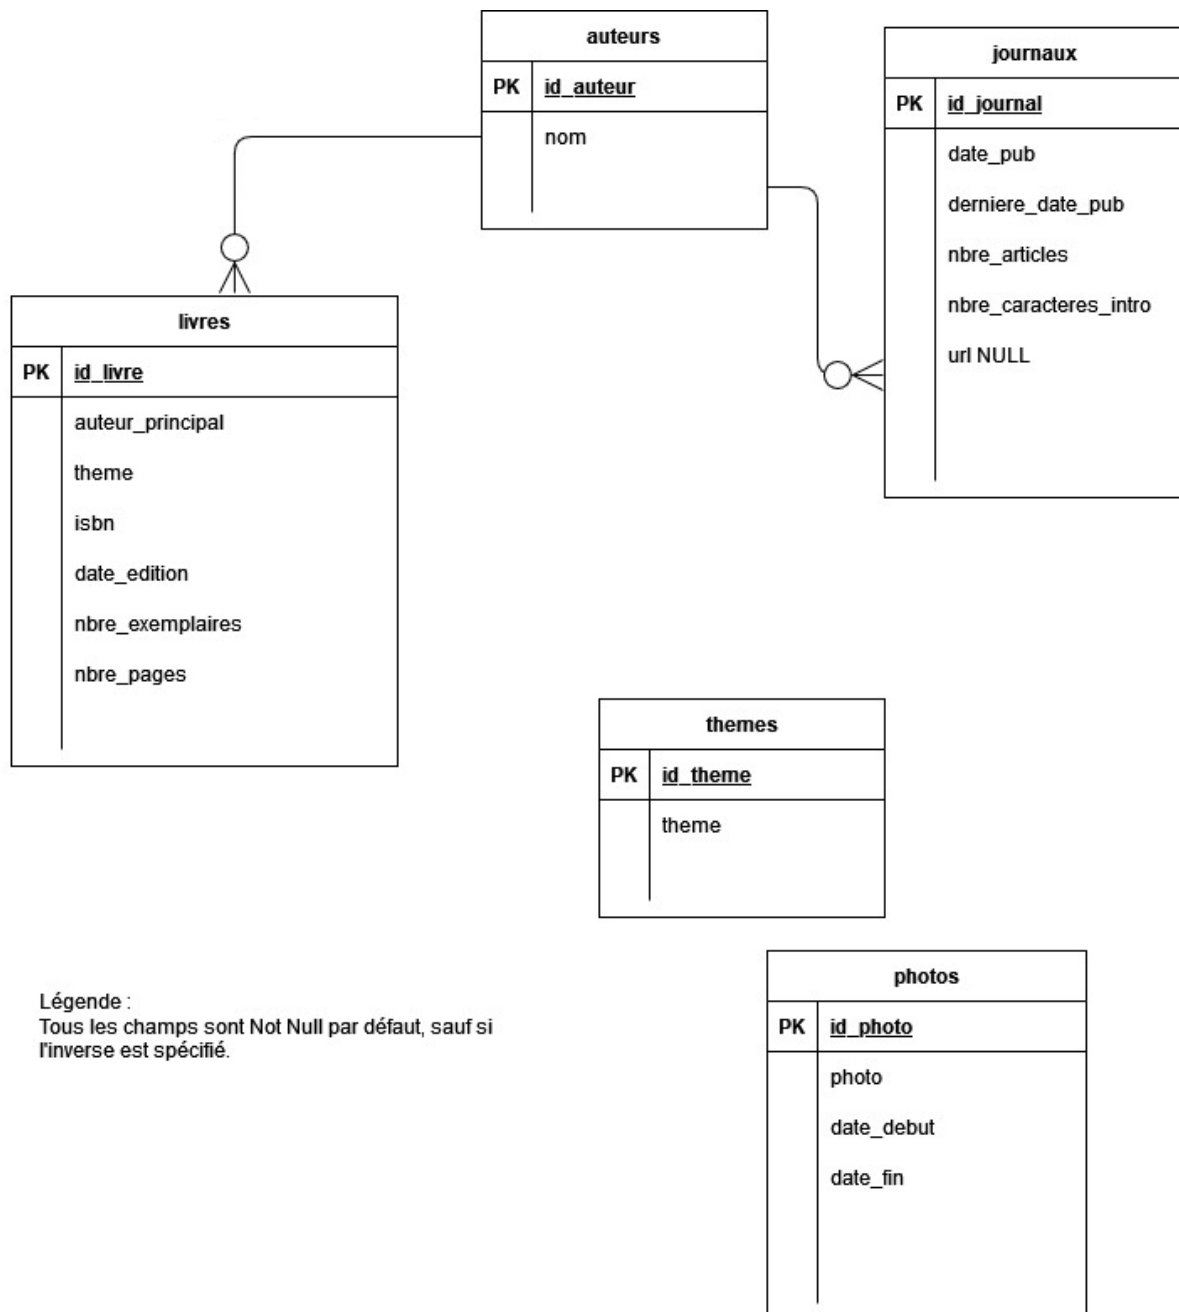 auteurs
PK id_auteur
nom
journaux
PK id_journal
date_pub
derniere_date_pub
nbre_articles
nbre_caracteres_intro
url NULL
livres
PK id_livre
auteur_principal
theme
isbn
date_edition
nbre_exemplaires
nbre_pages
themes
PK id_theme
theme
photos
PK id_photo
photo
date_debut
date_fin
Légende :
Tous les champs sont Not Null par défaut, sauf si
l'inverse est spécifié.